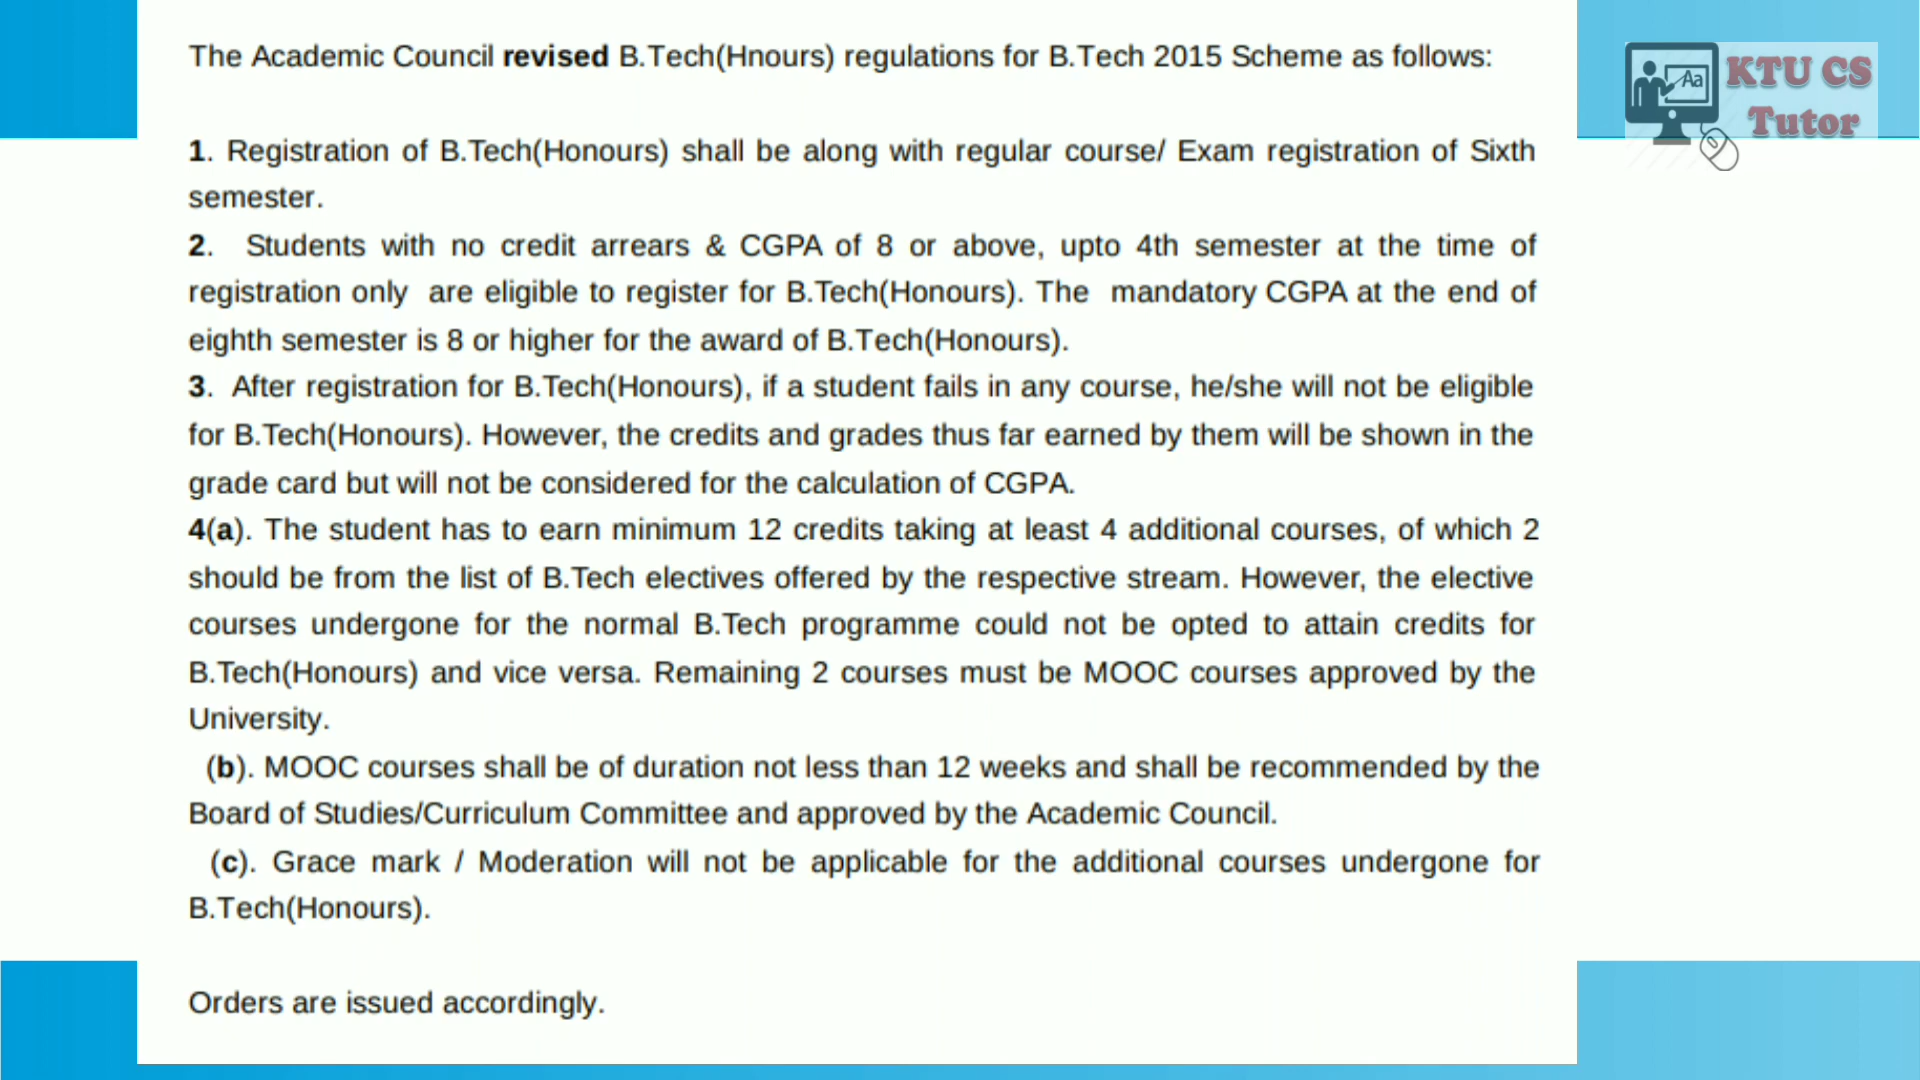 The Academic Council revised B.Tech(Hnours) regulations for B.Tech 2015 Scheme as follows:
Aa
KTU CS
Tutor
1. Registration of B.Tech(Honours) shall be along with regular course/ Exam registration of Sixth
semester.
2. Students with no credit arrears & CGPA of 8 or above, upto 4th semester at the time of
registration only are eligible to register for B.Tech(Honours). The mandatory CGPA at the end of
eighth semester is 8 or higher for the award of B.Tech(Honours).
3. After registration for B.Tech(Honours), if a student fails in any course, he/she will not be eligible
for B.Tech(Honours). However, the credits and grades thus far earned by them will be shown in the
grade card but will not be considered for the calculation of CGPA.
4(a). The student has to earn minimum 12 credits taking at least 4 additional courses, of which 2
should be from the list of B.Tech electives offered by the respective stream. However, the elective
courses undergone for the normal B.Tech programme could not be opted to attain credits for
B.Tech(Honours) and vice versa. Remaining 2 courses must be MOOC courses approved by the
University.
(b). MOOC courses shall be of duration not less than 12 weeks and shall be recommended by the
Board of Studies/Curriculum Committee and approved by the Academic Council.
(c). Grace mark / Moderation will not be applicable for the additional courses undergone for
B.Tech(Honours).
Orders are issued accordingly.